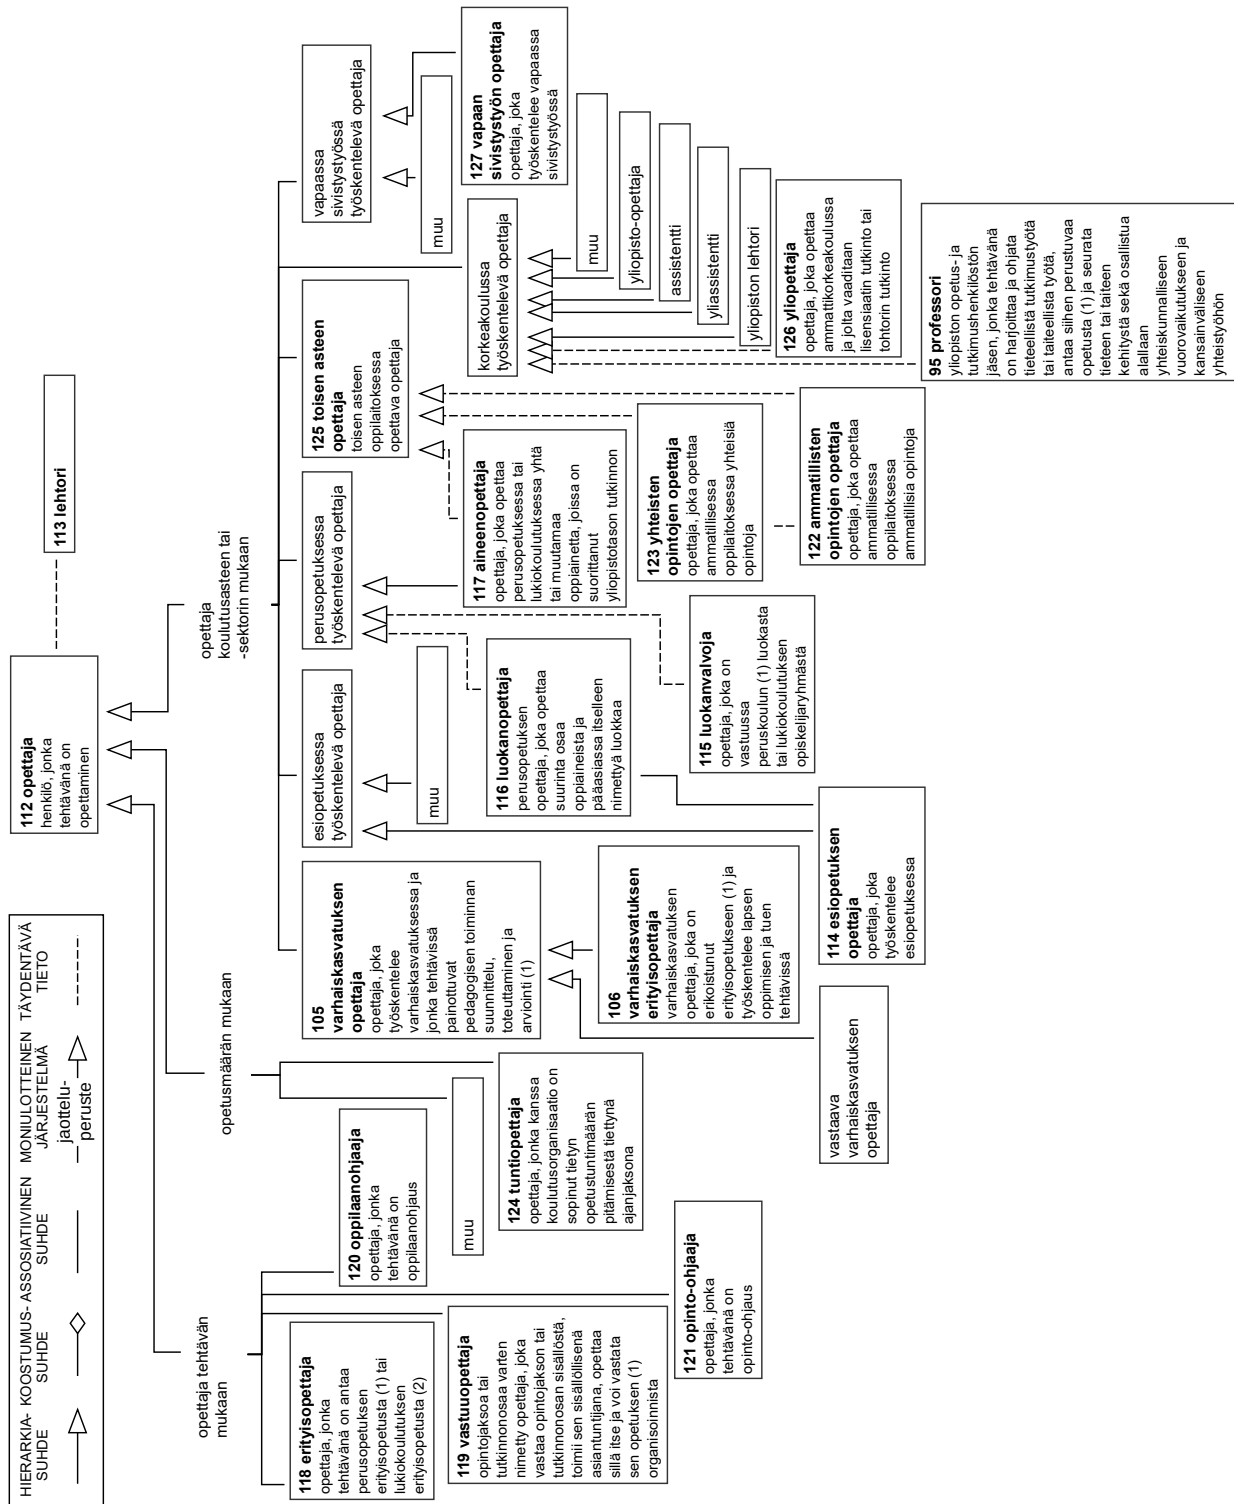 HIERARKIA-
SUHDE
KOOSTUMUS-
SUHDE
ASSOSIATIIVINEN
SUHDE
MONIULOTTEINEN
JÄRJESTELMÄ
TÄYDENTÄVÄ
TIETO
jaottelu-
peruste
112 opettaja
henkilö, jonka
tehtävänä on
opettaminen
113 lehtori
opettaja tehtävän
mukaan
opetusmäärän mukaan
opettaja
koulutusasteen tai
-sektorin mukaan
118 erityisopettaja
opettaja, jonka
tehtävänä on antaa
perusopetuksen
erityisopetusta (1) tai
lukiokoulutuksen
erityisopetusta (2)
119 vastuuopettaja
opintojaksoa tai
tutkinnonosaa varten
nimetty opettaja, joka
vastaa opintojakson tai
tutkinnonosan sisällöstä,
toimii sen sisällöllisenä
asiantuntijana, opettaa
sillä itse ja voi vastata
sen opetuksen (1)
organisoinnista
120 oppilaanohjaaja
opettaja, jonka
tehtävänä on
oppilaanohjaus
121 opinto-ohjaaja
opettaja, jonka
tehtävänä on
opinto-ohjaus
muu
124 tuntiopettaja
opettaja, jonka kanssa
koulutusorganisaatio on
sopinut tietyn
opetustuntimäärän
pitämisestä tiettynä
ajanjaksona
105
varhaiskasvatuksen
opettaja
opettaja, joka
työskentelee
varhaiskasvatuksessa ja
jonka tehtävissä
painottuvat
pedagogisen toiminnan
suunnittelu,
toteuttaminen ja
arviointi (1)
106
varhaiskasvatuksen
erityisopettaja
varhaiskasvatuksen
opettaja, joka on
erikoistunut
erityisopetukseen (1) ja
työskentelee lapsen
oppimisen ja tuen
tehtävissä
vastaava
varhaiskasvatuksen
opettaja
esiopetuksessa
työskentelevä opettaja
muu
114 esiopetuksen
opettaja
opettaja, joka
työskentelee
esiopetuksessa
perusopetuksessa
työskentelevä opettaja
116 luokanopettaja
perusopetuksen
opettaja, joka opettaa
suurinta osaa
oppiaineista ja
pääasiassa itselleen
nimettyä luokkaa
115 luokanvalvoja
opettaja, joka on
vastuussa
peruskoulun (1) luokasta
tai lukiokoulutuksen
opiskelijaryhmästä
117 aineenopettaja
opettaja, joka opettaa
perusopetuksessa tai
lukiokoulutuksessa yhtä
tai muutamaa
oppiainetta, joissa on
suorittanut
yliopistotason tutkinnon
125 toisen asteen
opettaja
toisen asteen
oppilaitoksessa
opettava opettaja
123 yhteisten
opintojen opettaja
opettaja, joka opettaa
ammatillisessa
oppilaitoksessa yhteisiä
opintoja
122 ammatillisten
opintojen opettaja
opettaja, joka opettaa
ammatillisessa
oppilaitoksessa
ammatillisia opintoja
korkeakoulussa
työskentelevä opettaja
muu
yliopisto-opettaja
assistentti
yliassistentti
yliopiston lehtori
126 yliopettaja
opettaja, joka opettaa
ammattikorkeakoulussa
ja jolta vaaditaan
lisensiaatin tutkinto tai
tohtorin tutkinto
95 professori
yliopiston opetus- ja
tutkimushenkilöstön
jäsen, jonka tehtävänä
on harjoittaa ja ohjata
tieteellistä tutkimustyötä
tai taiteellista työtä,
antaa siihen perustuvaa
opetusta (1) ja seurata
tieteen tai taiteen
kehitystä sekä osallistua
alallaan
yhteiskunnalliseen
vuorovaikutukseen ja
kansainväliseen
yhteistyöhön
vapaassa
sivistystyössä
työskentelevä opettaja
muu
127 vapaan
sivistystyön opettaja
opettaja, joka
työskentelee vapaassa
sivistystyössä